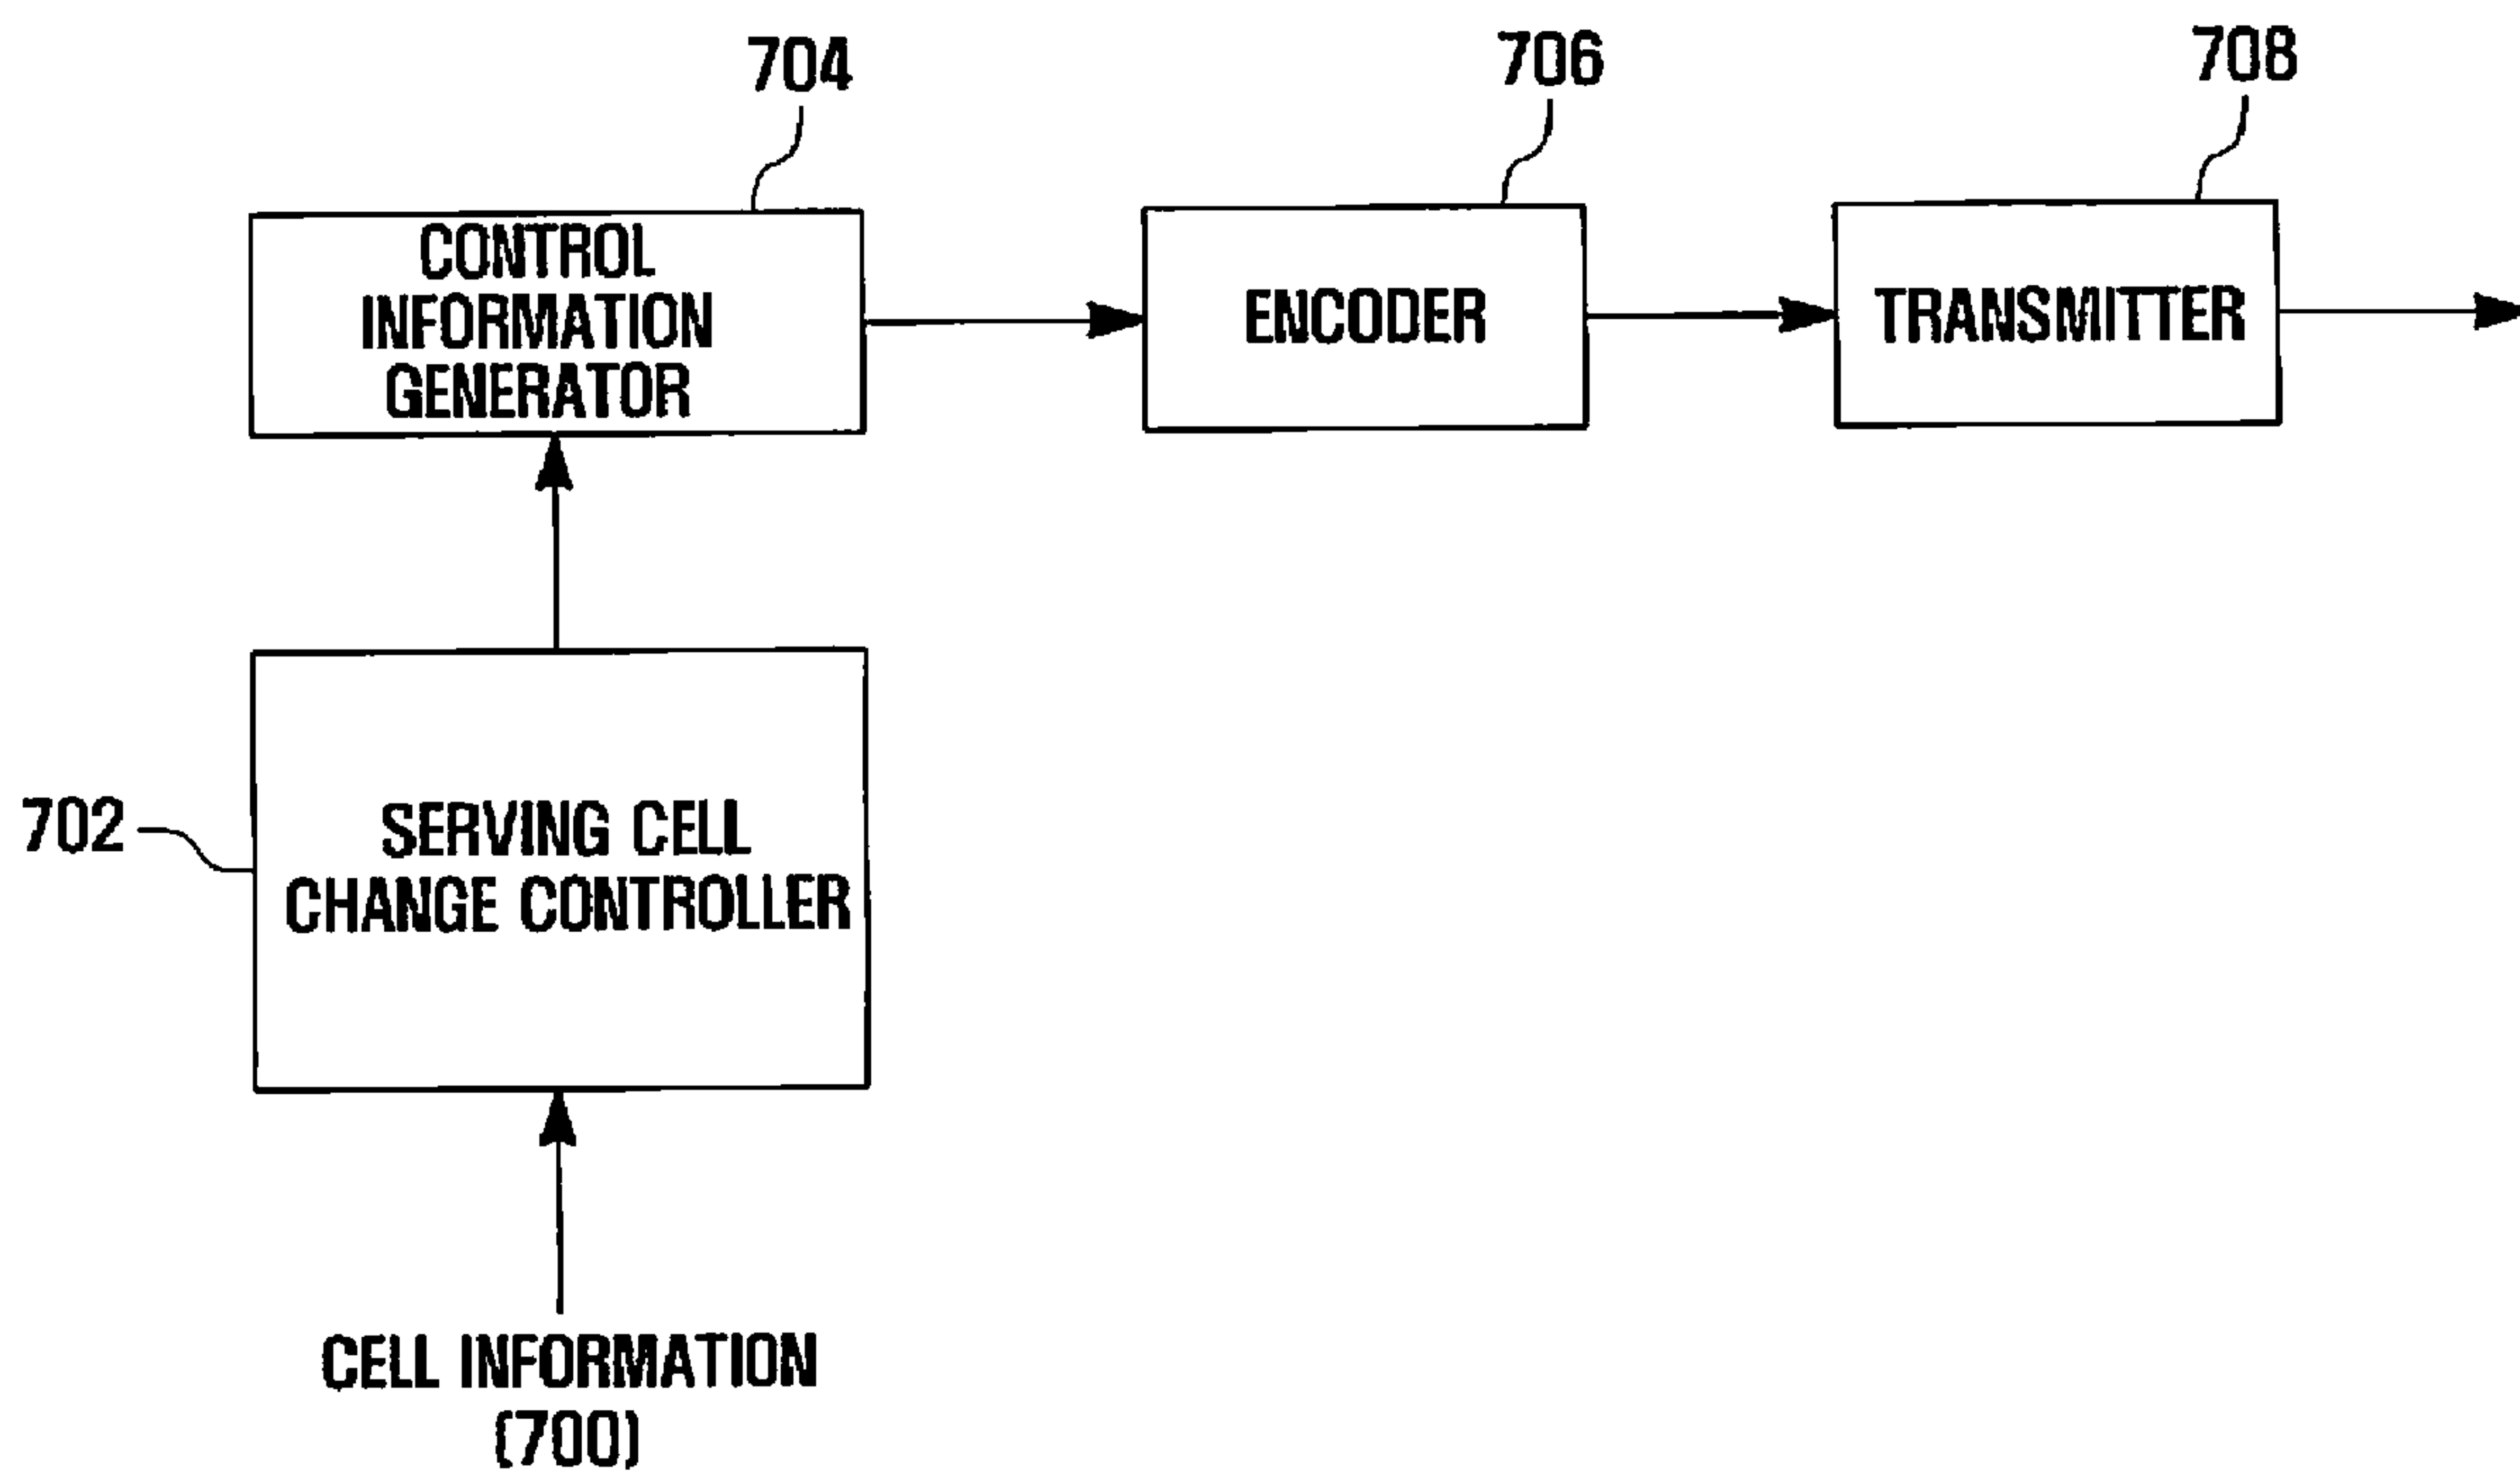 704
706
708
CONTROL
INFORMATION
GENERATOR
ENCODER
TRANSMITTER
702
SERVING CELL
CHANGE CONTROLLER
CELL INFORMATION
(700)